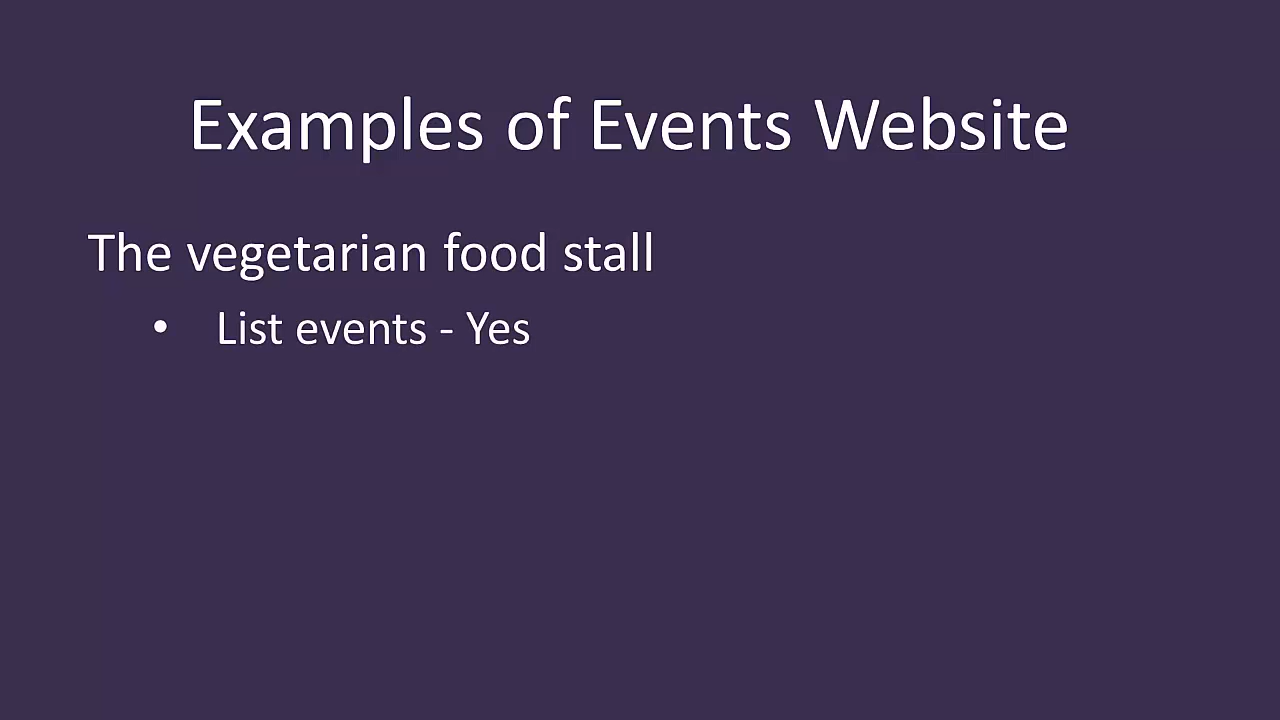 Examples of Events Website
The vegetarian food stall
• List events - Yes